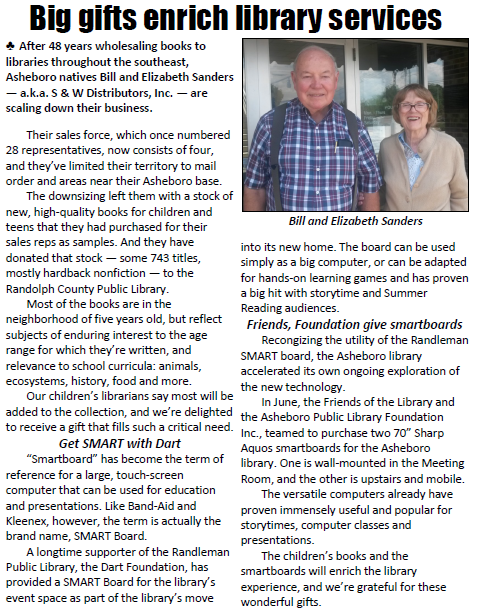 Big gifts enrich library services
♣ After 48 years wholesaling books to
libraries throughout the southeast,
Asheboro natives Bill and Elizabeth Sanders
— a.k.a. S & W Distributors, Inc. — are
scaling down their business.
Their sales force, which once numbered
28 representatives, now consists of four,
and they've limited their territory to mail
order and areas near their Asheboro base.
The downsizing left them with a stock of
new, high-quality books for children and
teens that they had purchased for their
sales reps as samples. And they have
donated that stock — some 743 titles,
mostly hardback nonfiction — to the
Randolph County Public Library.
Most of the books are in the
neighborhood of five years old, but reflect
subjects of enduring interest to the age
range for which they're written, and
relevance to school curricula: animals,
ecosystems, history, food and more.
Our children's librarians say most will be
added to the collection, and we're delighted
to receive a gift that fills such a critical need.
Get SMART with Dart
"Smartboard" has become the term of
reference for a large, touch-screen
computer that can be used for education
and presentations. Like Band-Aid and
Kleenex, however, the term is actually the
brand name, SMART Board.
A longtime supporter of the Randleman
Public Library, the Dart Foundation, has
provided a SMART Board for the library's
event space as part of the library's move
Bill and Elizabeth Sanders
into its new home. The board can be used
simply as a big computer, or can be adapted
for hands-on learning games and has proven
a big hit with storytime and Summer
Reading audiences.
Friends, Foundation give smartboards
Recongizing the utility of the Randleman
SMART board, the Asheboro library
accelerated its own ongoing exploration of
the new technology.
In June, the Friends of the Library and
the Asheboro Public Library Foundation
Inc., teamed to purchase two 70" Sharp
Aquos smartboards for the Asheboro
library. One is wall-mounted in the Meeting
Room, and the other is upstairs and mobile.
The versatile computers already have
proven immensely useful and popular for
storytimes, computer classes and
presentations.
The children's books and the
smartboards will enrich the library
experience, and we're grateful for these
wonderful gifts.